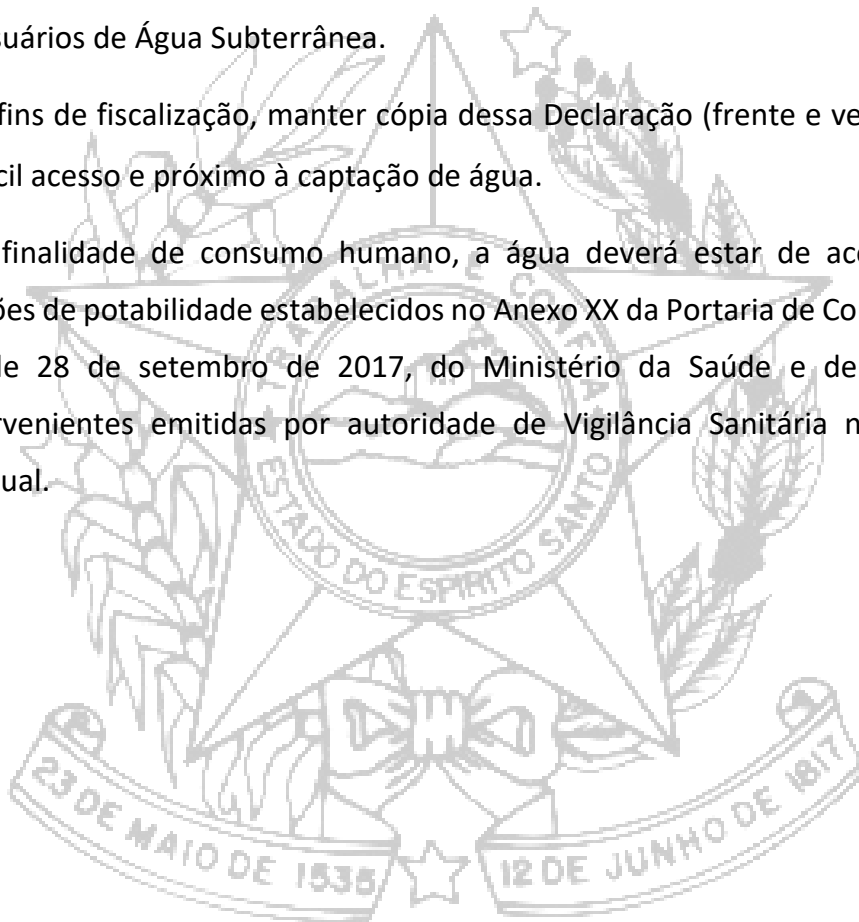 suários de Água Subterrânea.
fins de fiscalização, manter cópia dessa Declaração (frente e ve
cil acesso e próximo à captação de água.
finalidade de consumo humano, a água deverá estar de aco
ões de potabilidade estabelecidos no Anexo XX da Portaria de Co
de 28 de setembro de 2017, do Ministério da Saúde e de
rvenientes emitidas por autoridade de Vigilância Sanitária n
ual.
TRABALHA E CONFIA
ESTADO DO ESPIRITO SANTO
23 DE MAIO DE 1535
12 DE JUNHO DE 1817